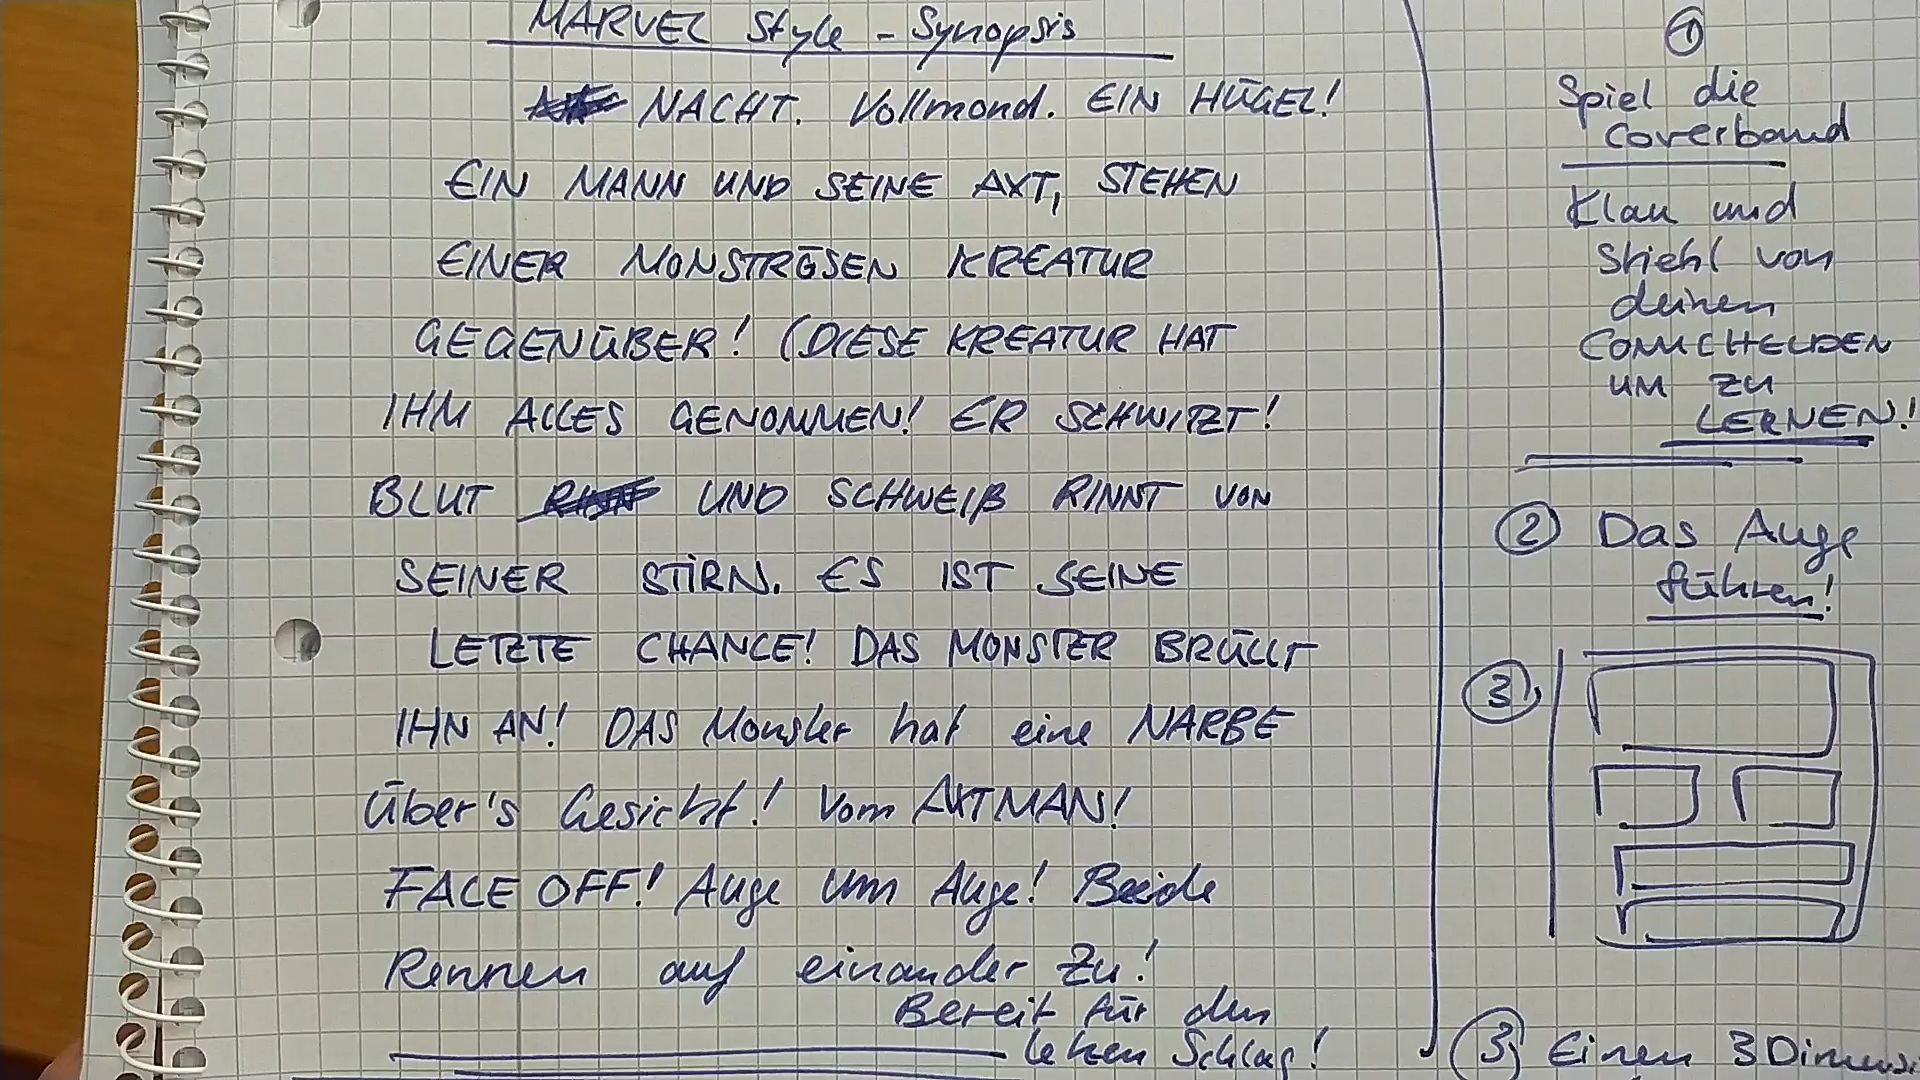 MARVEL Style - Synopsis
NACHT. Vollmond. EIN HÜGEL!
EIN MANN UND SEINE AXT, STEHEN
EINER MONSTRÖSEN KREATUR
GEGENÜBER! (DIESE KREATUR HAT
IHM ALLES GENOMMEN! ER SCHWITZT!
BLUT UND SCHWEIß RINNT VON
SEINER STIRN. ES IST SEINE
LETZTE CHANCE! DAS MONSTER BRÜLLT
IHN AN! DAS Monster hat eine NARBE
Über's Gesicht! Vom AXTMAN!
FACE OFF! Auge um Auge! Beide
Rennen auf einander zu!
Bereit für den
letzen Schlag!
①
Spiel die
Coverband
Klau und
Stiehl von
deinen
COMICHELDEN
UM ZU
LERNEN!
② Das Auge
führen!
③
③ Einen 3Dimensi